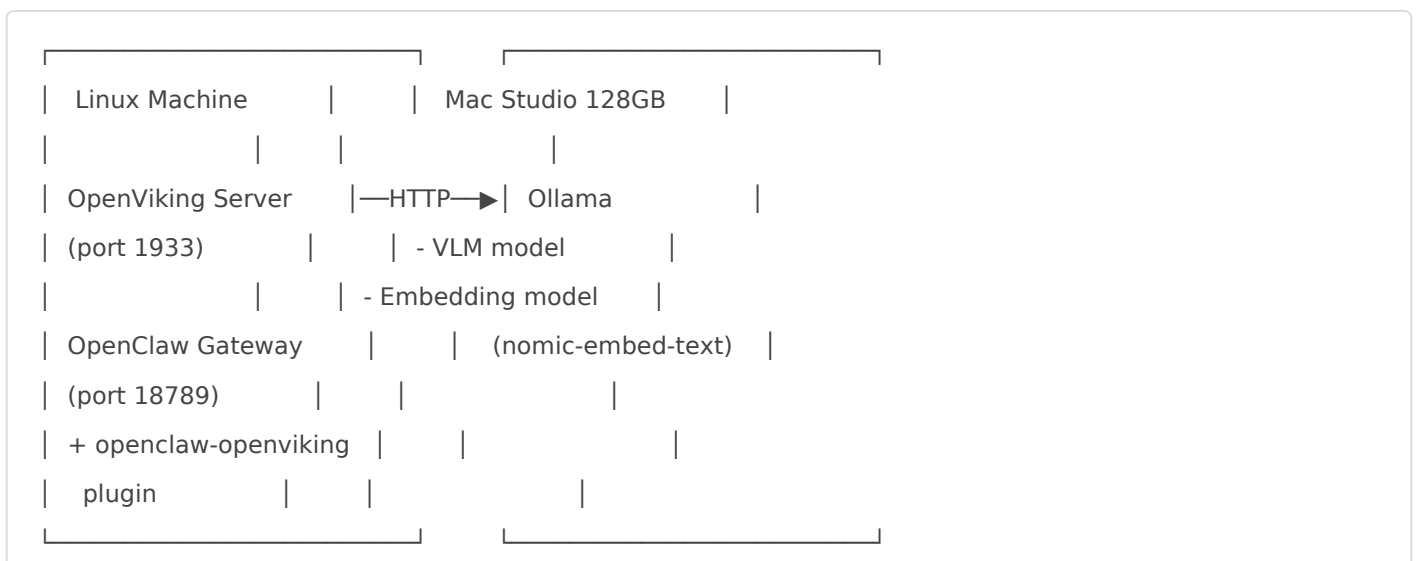 Linux Machine Mac Studio 128GB
OpenViking Server —HTTP—▶ Ollama
(port 1933) - VLM model
- Embedding model
OpenClaw Gateway (nomic-embed-text)
(port 18789)
+ openclaw-openviking
plugin